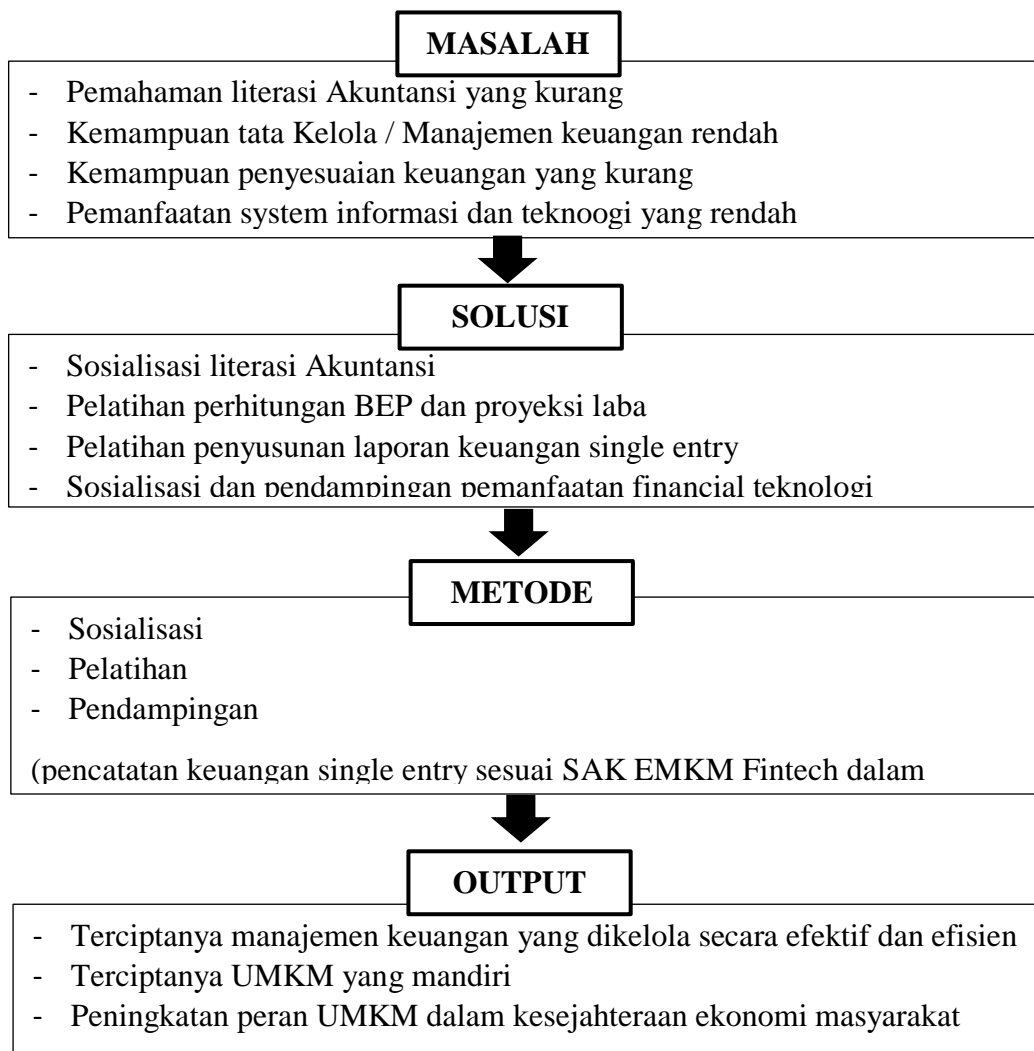 MASALAH
- Pemahaman literasi Akuntansi yang kurang
- Kemampuan tata Kelola / Manajemen keuangan rendah
- Kemampuan penyesuaian keuangan yang kurang
- Pemanfaatan system informasi dan teknoogi yang rendah
SOLUSI
- Sosialisasi literasi Akuntansi
- Pelatihan perhitungan BEP dan proyeksi laba
- Pelatihan penyusunan laporan keuangan single entry
- Sosialisasi dan pendampingan pemanfaatan financial teknologi
METODE
- Sosialisasi
- Pelatihan
- Pendampingan
(pencatatan keuangan single entry sesuai SAK EMKM Fintech dalam
OUTPUT
- Terciptanya manajemen keuangan yang dikelola secara efektif dan efisien
- Terciptanya UMKM yang mandiri
- Peningkatan peran UMKM dalam kesejahteraan ekonomi masyarakat